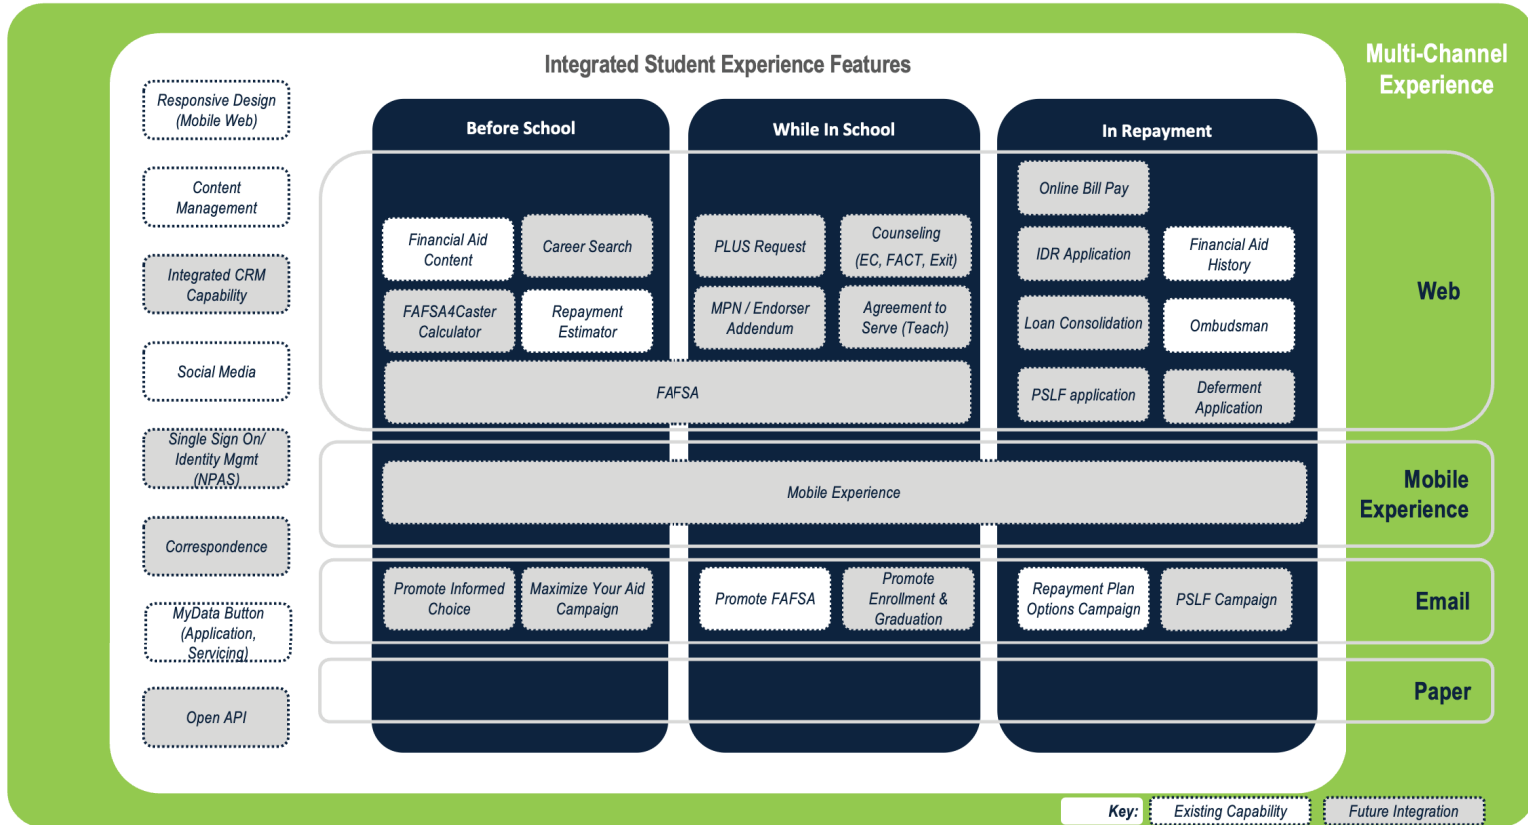 Integrated Student Experience Features
Multi-Channel
Experience
Responsive Design
(Mobile Web)
Content
Management
Integrated CRM
Capability
Social Media
Single Sign On/
Identity Mgmt
(NPAS)
Correspondence
MyData Button
(Application,
Servicing)
Open API
Before School
While In School
In Repayment
Financial Aid
Content
Career Search
FAFSA4Caster
Calculator
Repayment
Estimator
PLUS Request
Counseling
(EC, FACT, Exit)
MPN / Endorser
Addendum
Agreement to
Serve (Teach)
FAFSA
Online Bill Pay
IDR Application
Financial Aid
History
Loan Consolidation
Ombudsman
PSLF application
Deferment
Application
Web
Mobile Experience
Mobile
Experience
Promote Informed
Choice
Maximize Your Aid
Campaign
Promote FAFSA
Promote
Enrollment &
Graduation
Repayment Plan
Options Campaign
PSLF Campaign
Email
Paper
Key:
Existing Capability
Future Integration